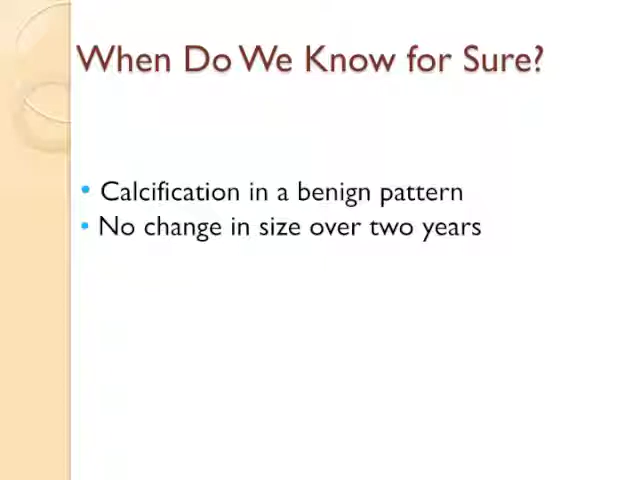 When Do We Know for Sure?
• Calcification in a benign pattern
• No change in size over two years